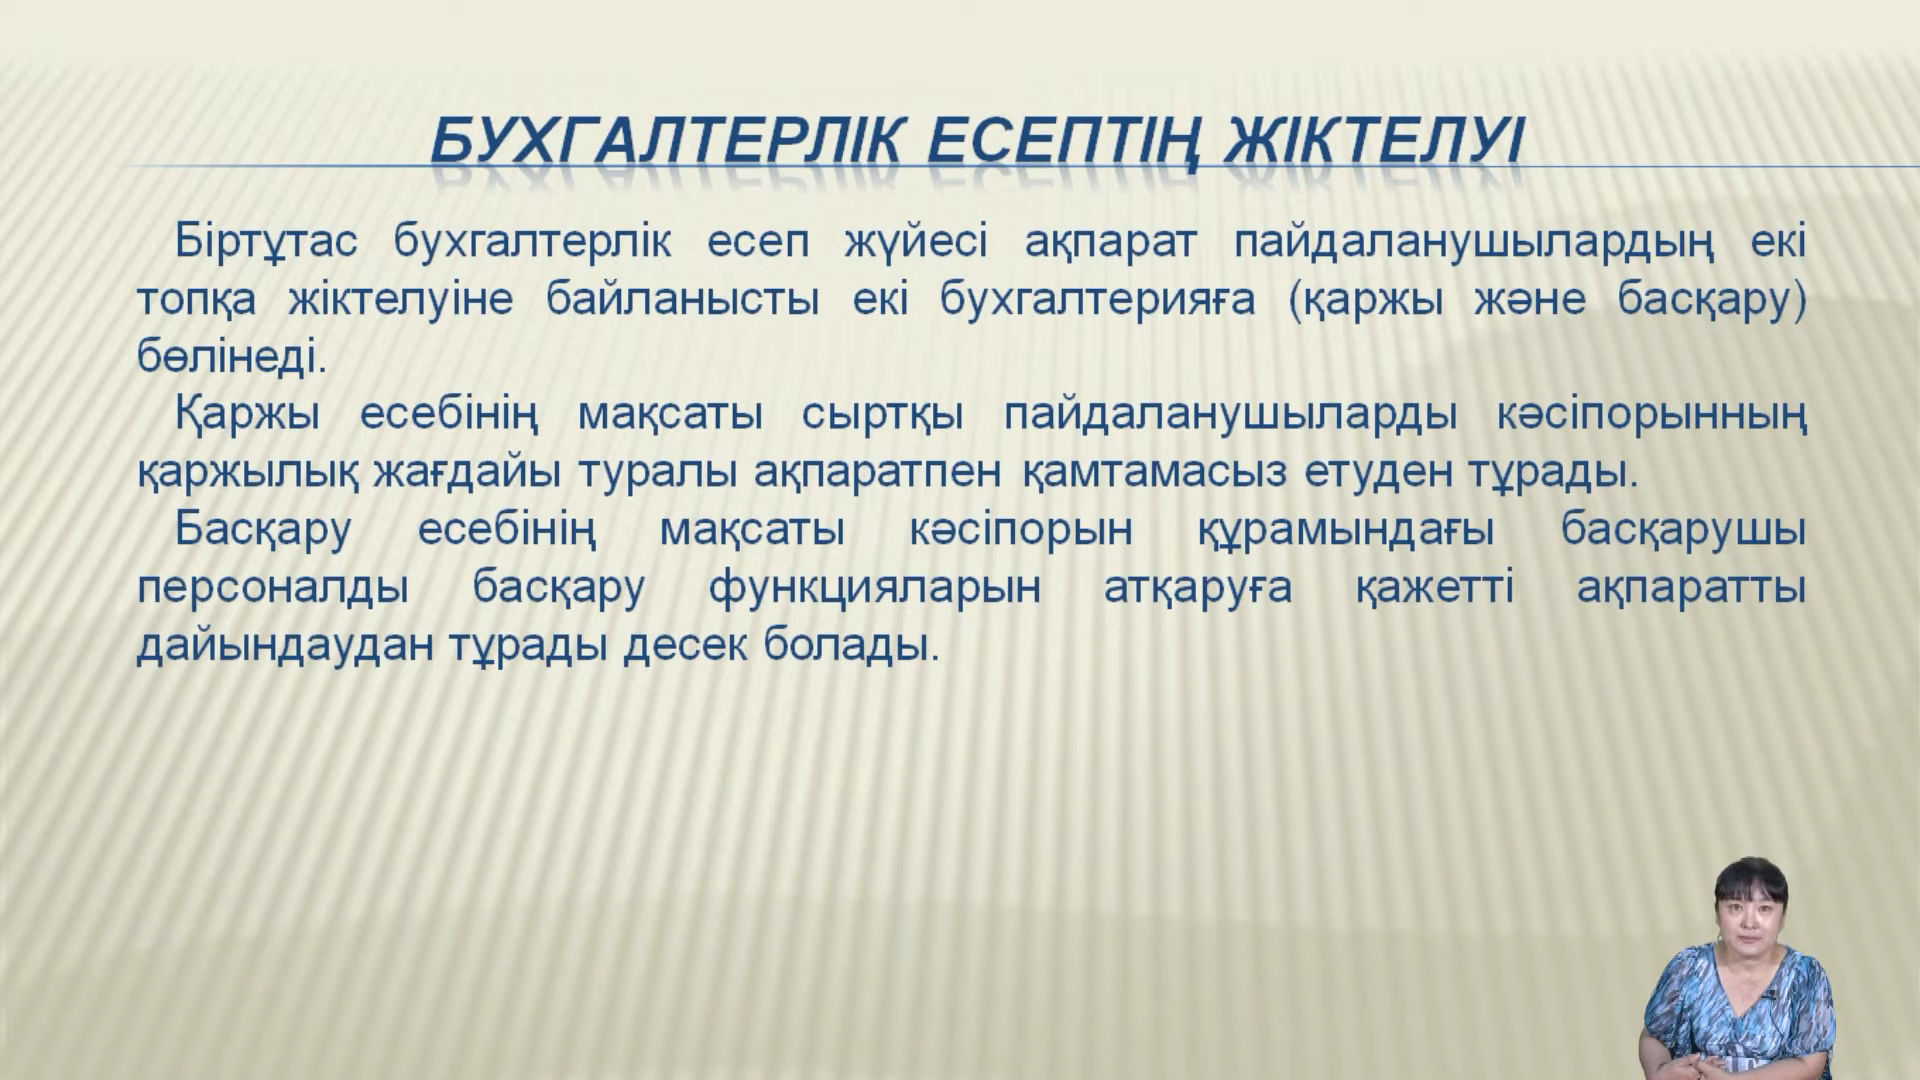 БУХГАЛТЕРЛІК ЕСЕПТІҢ ЖІКТЕЛУІ
Біртұтас бухгалтерлік есеп жүйесі ақпарат пайдаланушылардың екі
топқа жіктелуіне байланысты екі бухгалтерияға (қаржы және басқару)
бөлінеді.
Қаржы есебінің мақсаты сыртқы пайдаланушыларды кәсіпорынның
қаржылық жағдайы туралы ақпаратпен қамтамасыз етуден тұрады.
Басқару есебінің мақсаты кәсіпорын құрамындағы басқарушы
персоналды басқару функцияларын атқаруға қажетті ақпаратты
дайындаудан тұрады десек болады.